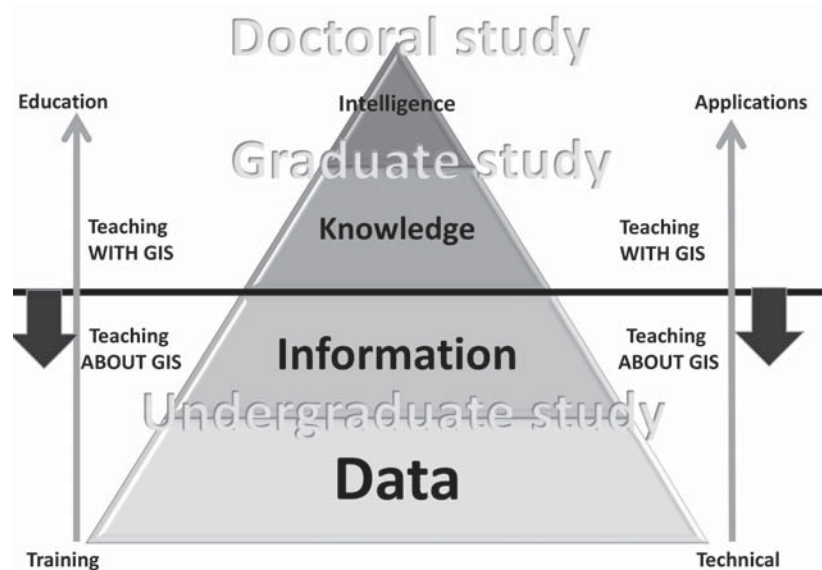 Doctoral study
Education
Intelligence
Applications
Graduate study
Teaching
WITH GIS
Knowledge
Teaching
WITH GIS
Teaching
ABOUT GIS
Information
Teaching
ABOUT GIS
Undergraduate study
Data
Training
Technical